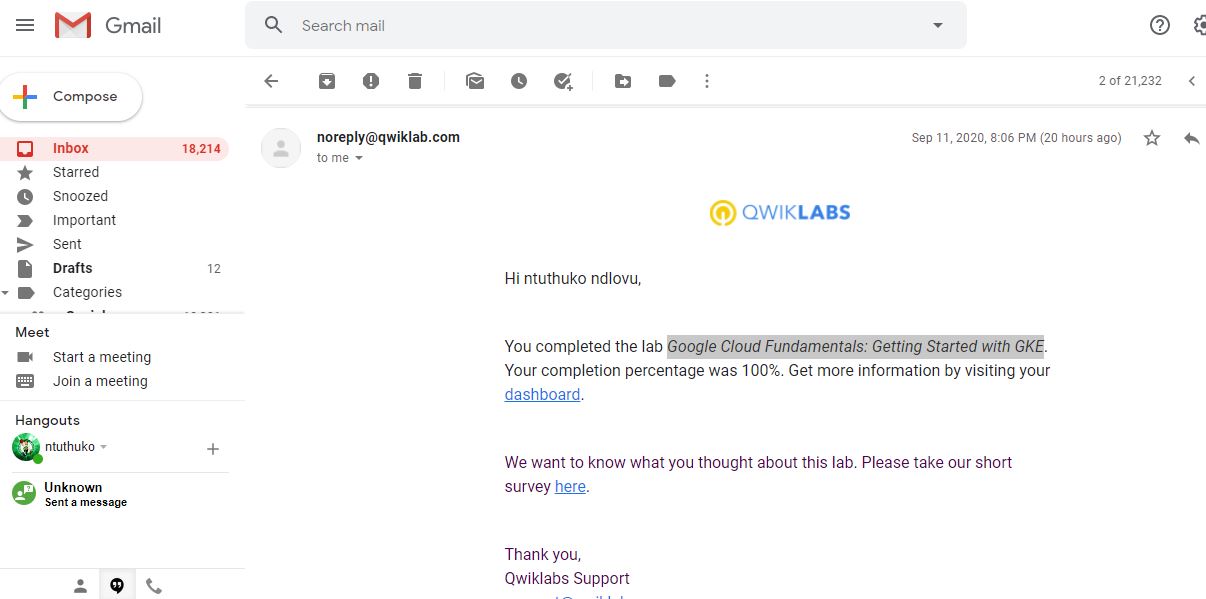 Gmail
Search mail
Compose
2 of 21,232
Inbox 18,214
Starred
Snoozed
Important
Sent
Drafts 12
Categories
Meet
Start a meeting
Join a meeting
Hangouts
ntuthuko
Unknown
Sent a message
noreply@qwiklab.com
Sep 11, 2020, 8:06 PM (20 hours ago)
to me
QWIKLABS
Hi ntuthuko ndlovu,
You completed the lab Google Cloud Fundamentals: Getting Started with GKE.
Your completion percentage was 100%. Get more information by visiting your
dashboard.
We want to know what you thought about this lab. Please take our short
survey here.
Thank you,
Qwiklabs Support